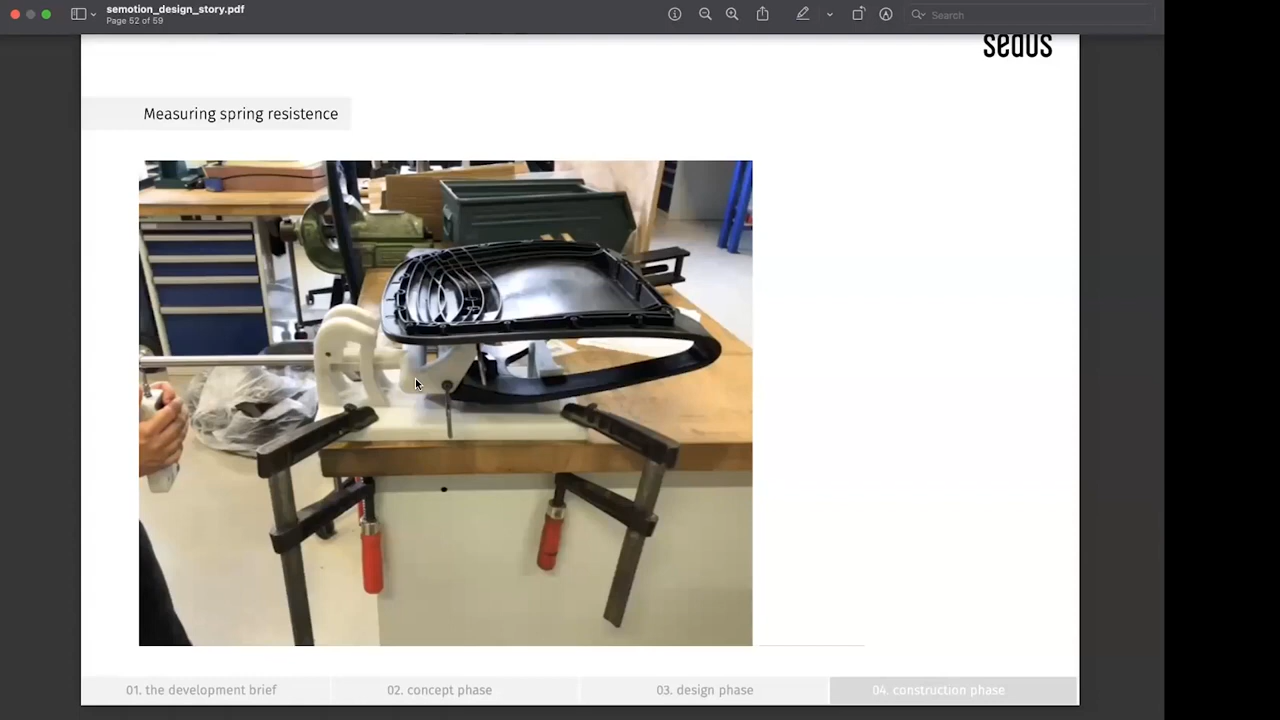 semotion_design_story.pdf
Page 52 of 59
Search
sedus
Measuring spring resistence
01. the development brief
02. concept phase
03. design phase
04. construction phase